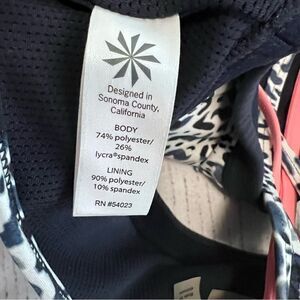 Designed in
Sonoma County,
California
BODY
74% polyester/
26%
lycra®spandex
LINING
90% polyester/
10% spandex
RN #54023